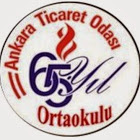 Ankara Ticaret Odası
65. Yıl
Ortaokulu